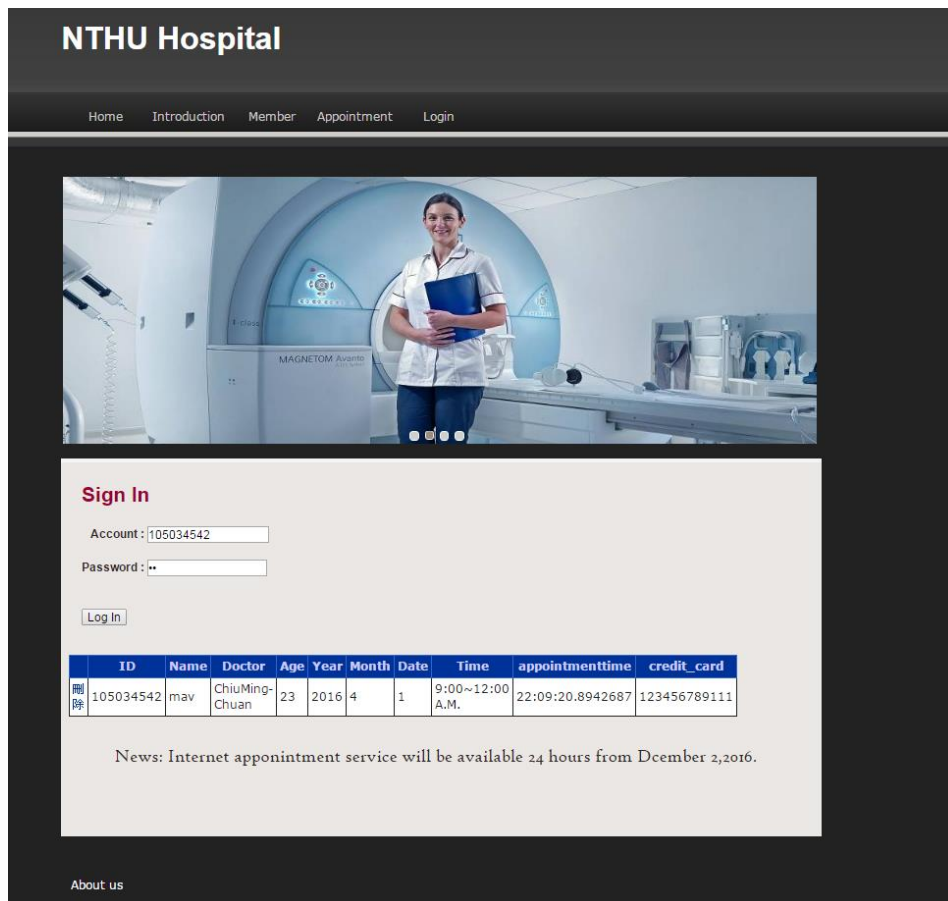 NTHU Hospital
Home Introduction Member Appointment Login
MAGNETOM Avanto
Sign In
Account : 105034542
Password : ••
Log In
ID Name Doctor Age Year Month Date Time appointmenttime credit_card
刪除 105034542 mav ChiuMing-Chuan 23 2016 4 1 9:00~12:00 A.M. 22:09:20.8942687 123456789111
News: Internet apponintment service will be available 24 hours from Dcember 2,2016.
About us